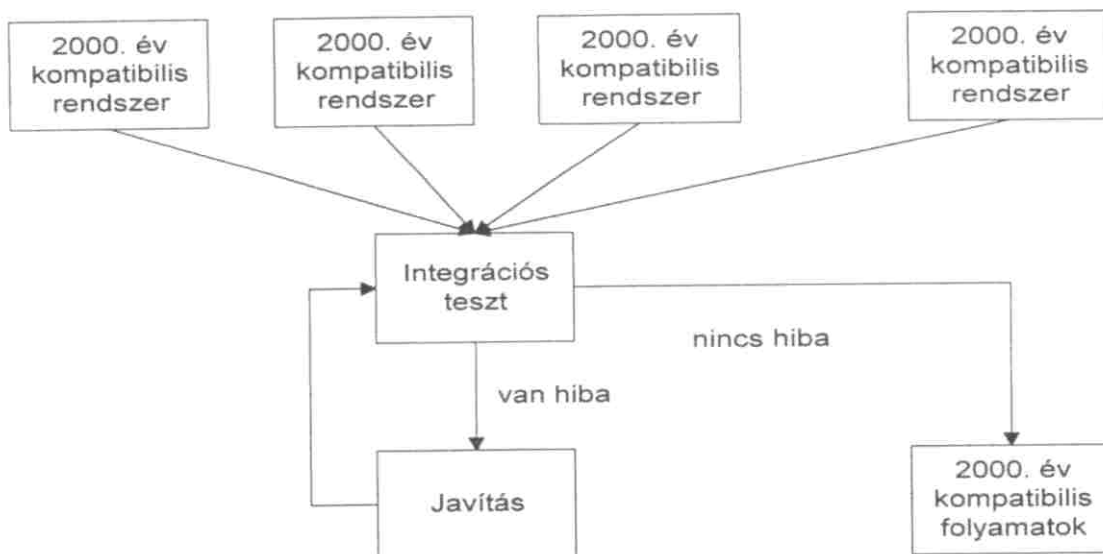 2000. év
kompatibilis
rendszer
2000. év
kompatibilis
rendszer
2000. év
kompatibilis
rendszer
2000. év
kompatibilis
rendszer
Integrációs
teszt
nincs hiba
van hiba
Javítás
2000. év
kompatibilis
folyamatok